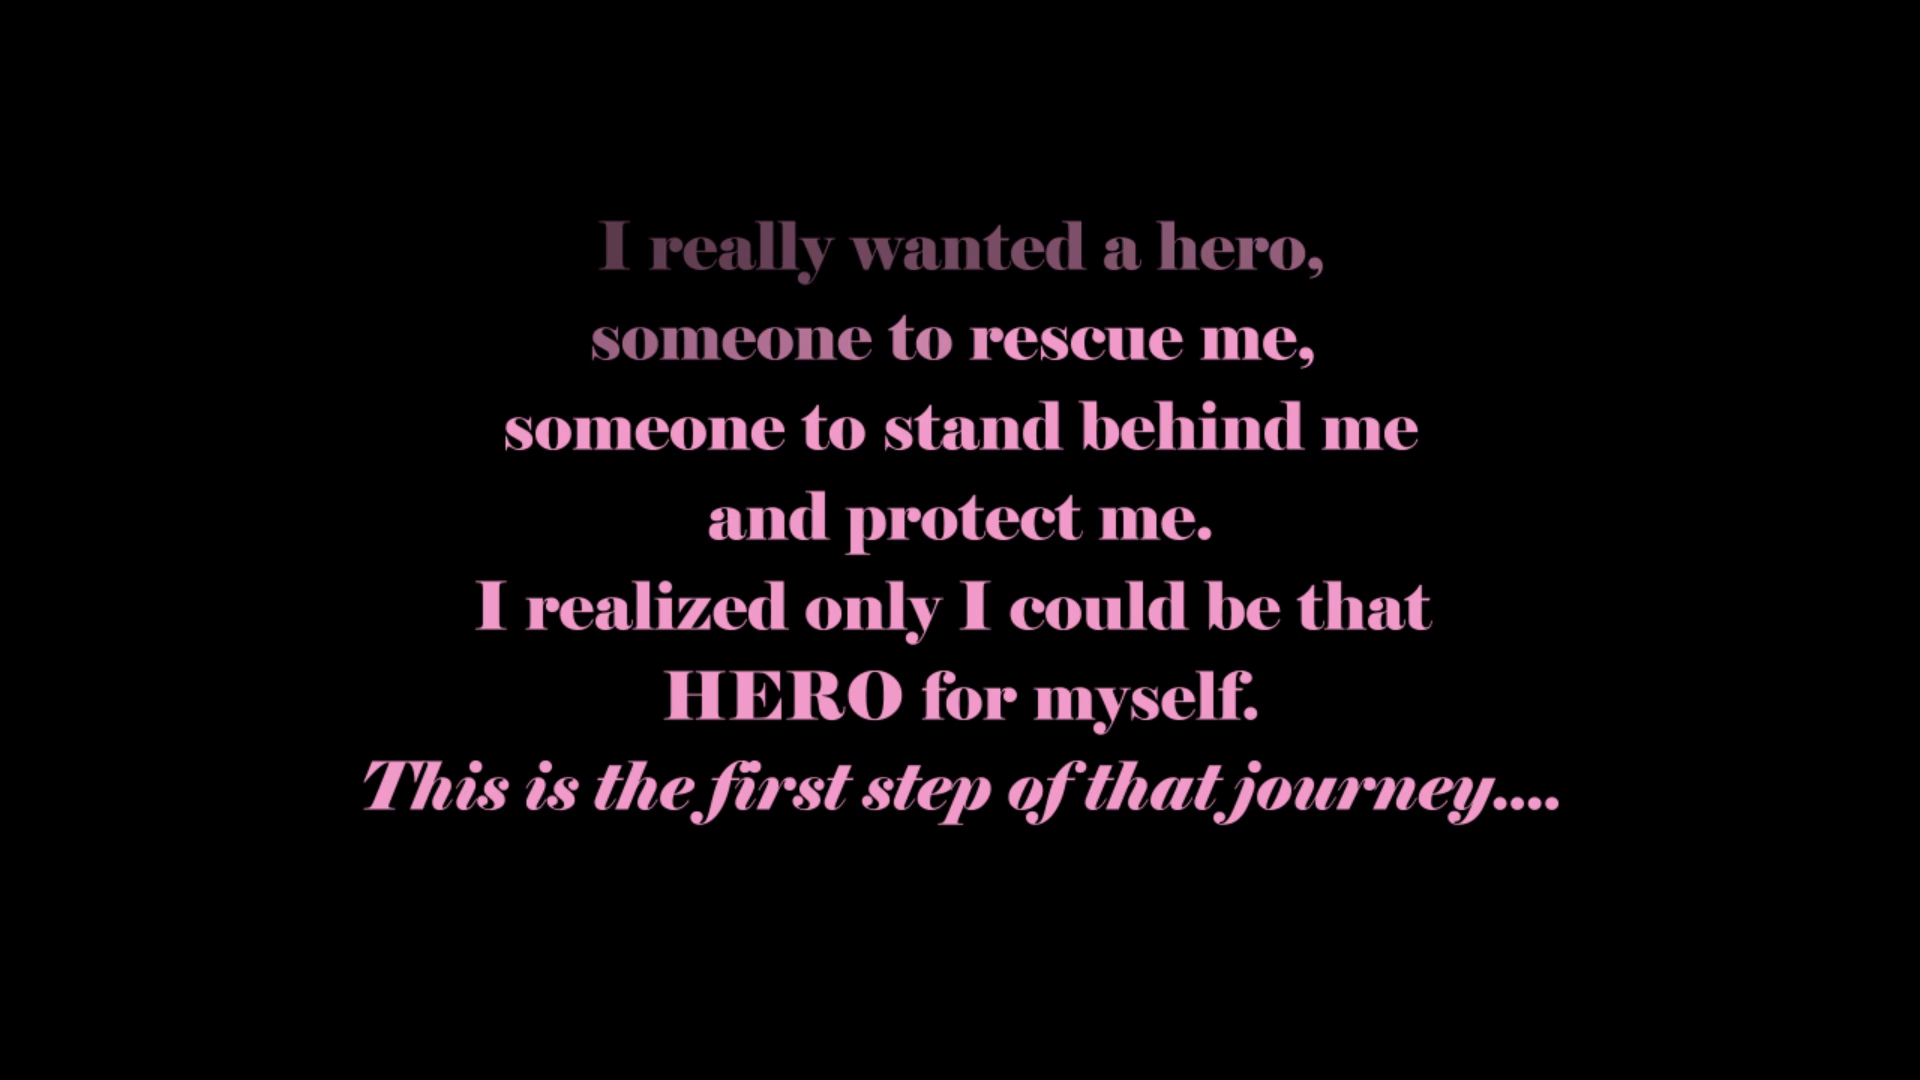 I really wanted a hero,
someone to rescue me,
someone to stand behind me
and protect me.
I realized only I could be that
HERO for myself.
This is the first step of that journey....